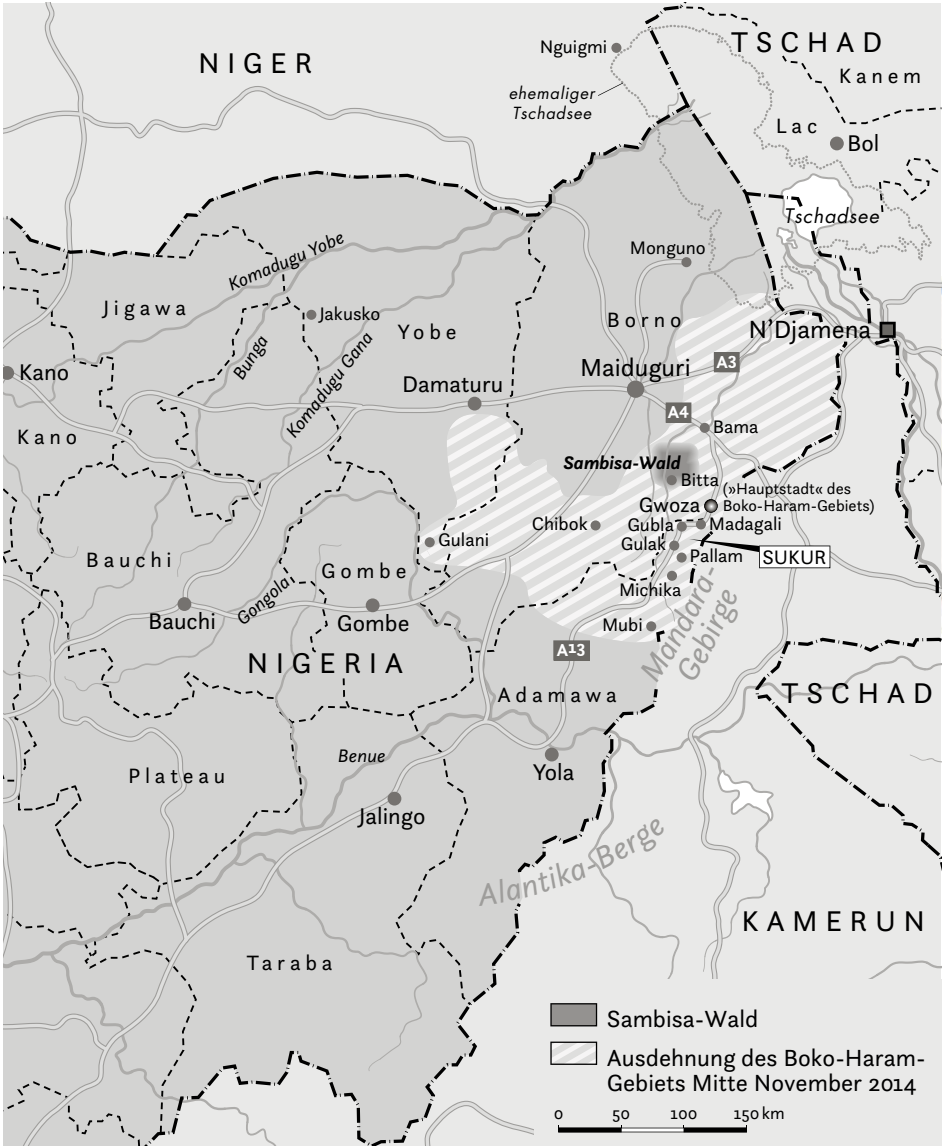 NIGER
Nguigmi
TSCHAD
Kanem
ehemaliger
Tschadsee
Lac
Bol
Tschadsee
Komadugu Yobe
Monguno
Jigawa
Jakusko
Yobe
Borno
N’Djamena
Bunga
Komadugu Gana
Kano
Damaturu
Maiduguri
A3
A4
Kano
Bama
Sambisa-Wald
Bitta
(»Hauptstadt« des
Boko-Haram-Gebiets)
Gwoza
Chibok
Gubla
Madagali
Gulani
Gulak
Pallam
SUKUR
Bauchi
Gombe
Michika
Gongola
Bauchi
Gombe
Mubi
Mandara-
Gebirge
NIGERIA
A13
Adamawa
TSCHAD
Benue
Yola
Plateau
Jalingo
Alantika-Berge
KAMERUN
Taraba
Sambisa-Wald
Ausdehnung des Boko-Haram-
Gebiets Mitte November 2014
0 50 100 150 km